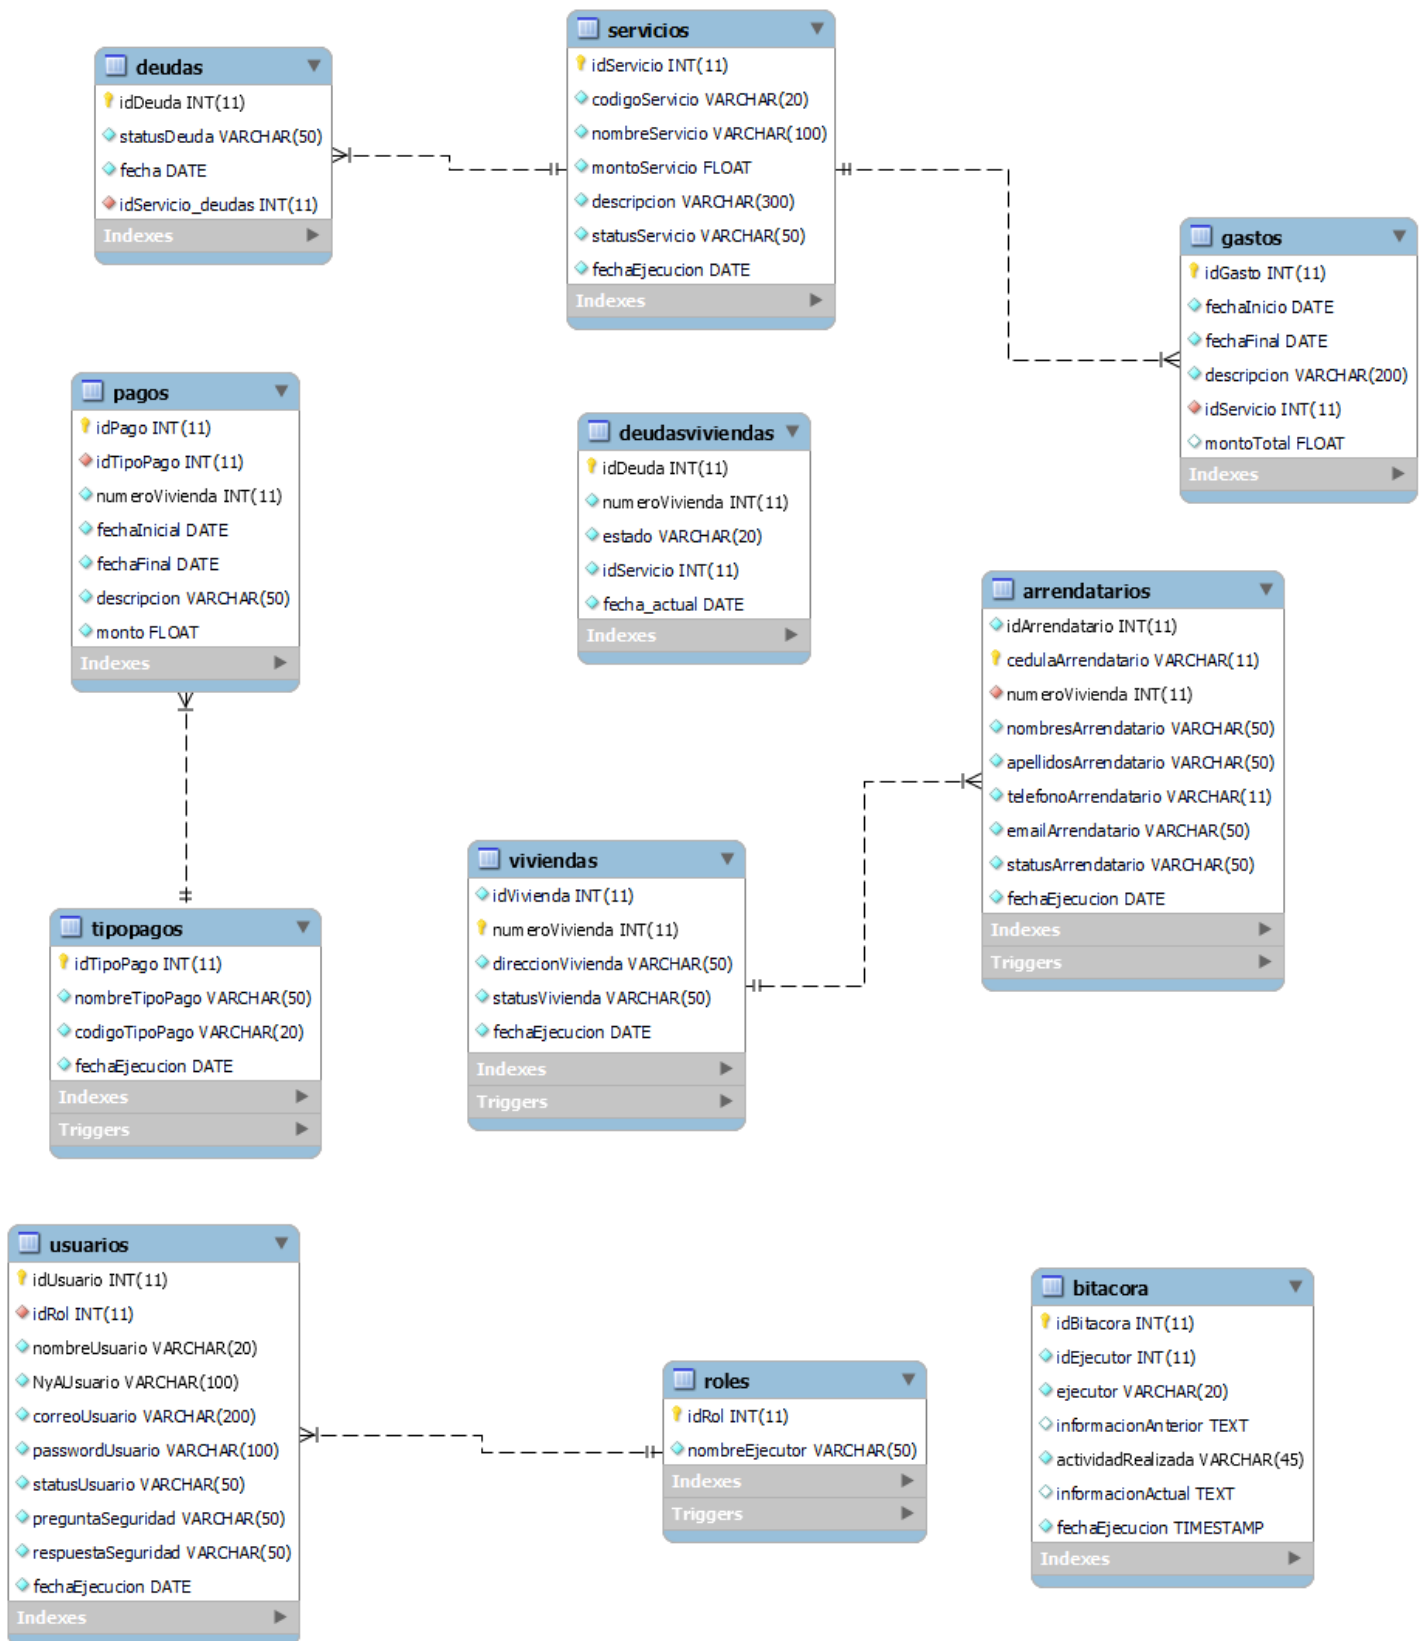 servicios
idServicio INT(11)
codigoServicio VARCHAR(20)
nombreServicio VARCHAR(100)
montoServicio FLOAT
descripcion VARCHAR(300)
statusServicio VARCHAR(50)
fechaEjecucion DATE
Indexes
deudas
idDeuda INT(11)
statusDeuda VARCHAR(50)
fecha DATE
idServicio_deudas INT(11)
Indexes
gastos
idGasto INT(11)
fechaInicio DATE
fechaFinal DATE
descripcion VARCHAR(200)
idServicio INT(11)
montoTotal FLOAT
Indexes
pagos
idPago INT(11)
idTipoPago INT(11)
numeroVivienda INT(11)
fechaInicial DATE
fechaFinal DATE
descripcion VARCHAR(50)
monto FLOAT
Indexes
deudasviviendas
idDeuda INT(11)
numeroVivienda INT(11)
estado VARCHAR(20)
idServicio INT(11)
fecha_actual DATE
Indexes
arrendatarios
idArrendatario INT(11)
cedulaArrendatario VARCHAR(11)
numeroVivienda INT(11)
nombresArrendatario VARCHAR(50)
apellidosArrendatario VARCHAR(50)
telefonoArrendatario VARCHAR(11)
emailArrendatario VARCHAR(50)
statusArrendatario VARCHAR(50)
fechaEjecucion DATE
Indexes
Triggers
viviendas
idVivienda INT(11)
numeroVivienda INT(11)
direccionVivienda VARCHAR(50)
statusVivienda VARCHAR(50)
fechaEjecucion DATE
Indexes
Triggers
tipopagos
idTipoPago INT(11)
nombreTipoPago VARCHAR(50)
codigoTipoPago VARCHAR(20)
fechaEjecucion DATE
Indexes
Triggers
usuarios
idUsuario INT(11)
idRol INT(11)
nombreUsuario VARCHAR(20)
NyAUsuario VARCHAR(100)
correoUsuario VARCHAR(200)
passwordUsuario VARCHAR(100)
statusUsuario VARCHAR(50)
preguntaSeguridad VARCHAR(50)
respuestaSeguridad VARCHAR(50)
fechaEjecucion DATE
Indexes
roles
idRol INT(11)
nombreEjecutor VARCHAR(50)
Indexes
Triggers
bitacora
idBitacora INT(11)
idEjecutor INT(11)
ejecutor VARCHAR(20)
informacionAnterior TEXT
actividadRealizada VARCHAR(45)
informacionActual TEXT
fechaEjecucion TIMESTAMP
Indexes